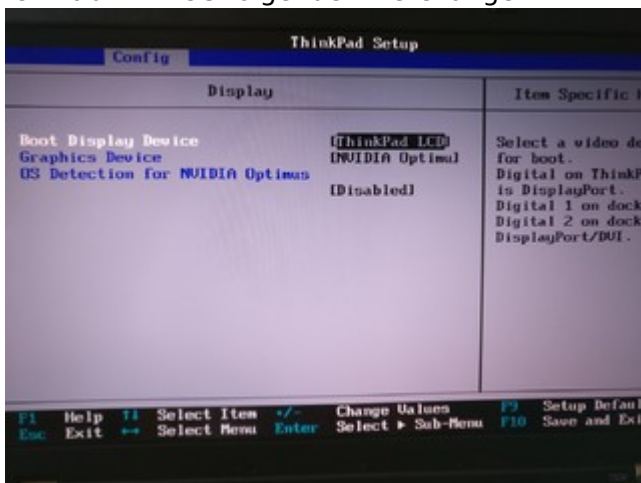 ThinkPad Setup
Config
Display
Item Specific
Boot Display Device [ThinkPad LCD]
Graphics Device [NVIDIA Optimu]
OS Detection for NVIDIA Optimus
[Disabled]
Select a video de
for boot.
Digital on ThinkP
is DisplayPort.
Digital 1 on dock
Digital 2 on dock
DisplayPort/DVI.
F1 Help ↑↓ Select Item -/- Change Values F9 Setup Defaul
Esc Exit ↔ Select Menu Enter Select ▶ Sub-Menu F10 Save and Exi